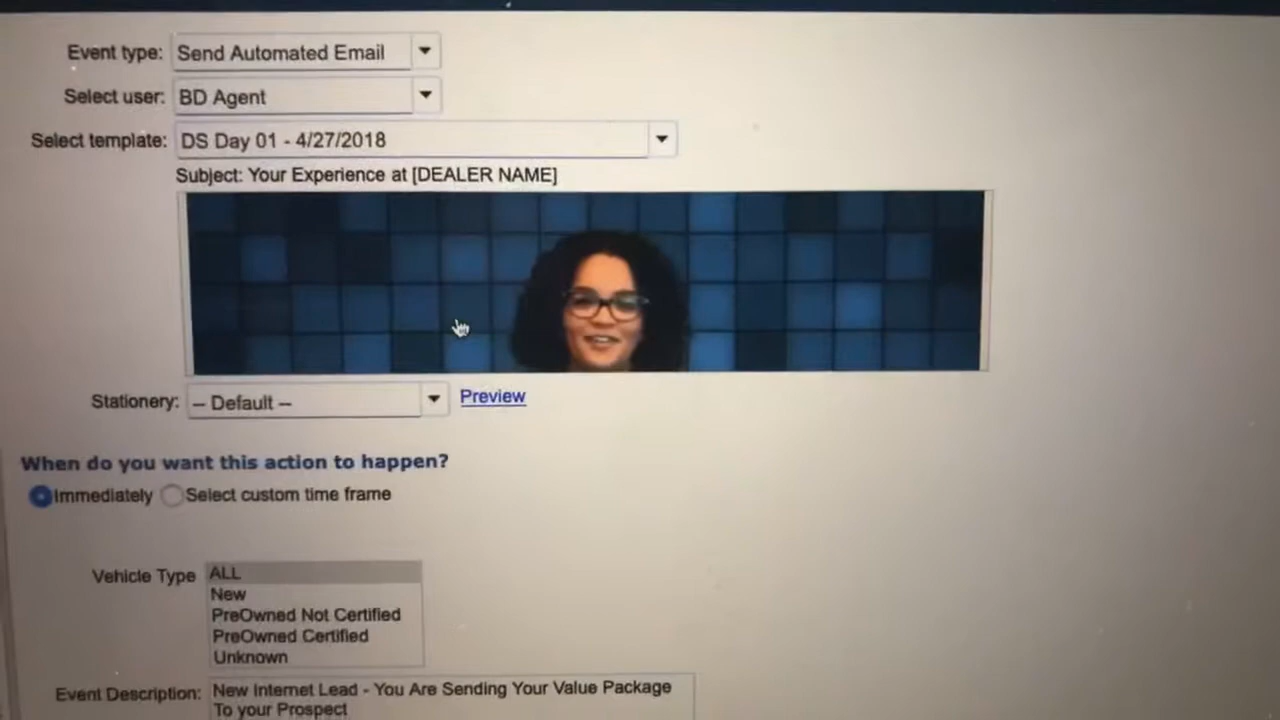 Event type: Send Automated Email
Select user: BD Agent
Select template: DS Day 01 - 4/27/2018
Subject: Your Experience at [DEALER NAME]
Stationery: -- Default -- Preview
When do you want this action to happen?
Immediately Select custom time frame
Vehicle Type ALL
New
PreOwned Not Certified
PreOwned Certified
Unknown
Event Description: New Internet Lead - You Are Sending Your Value Package
To your Prospect